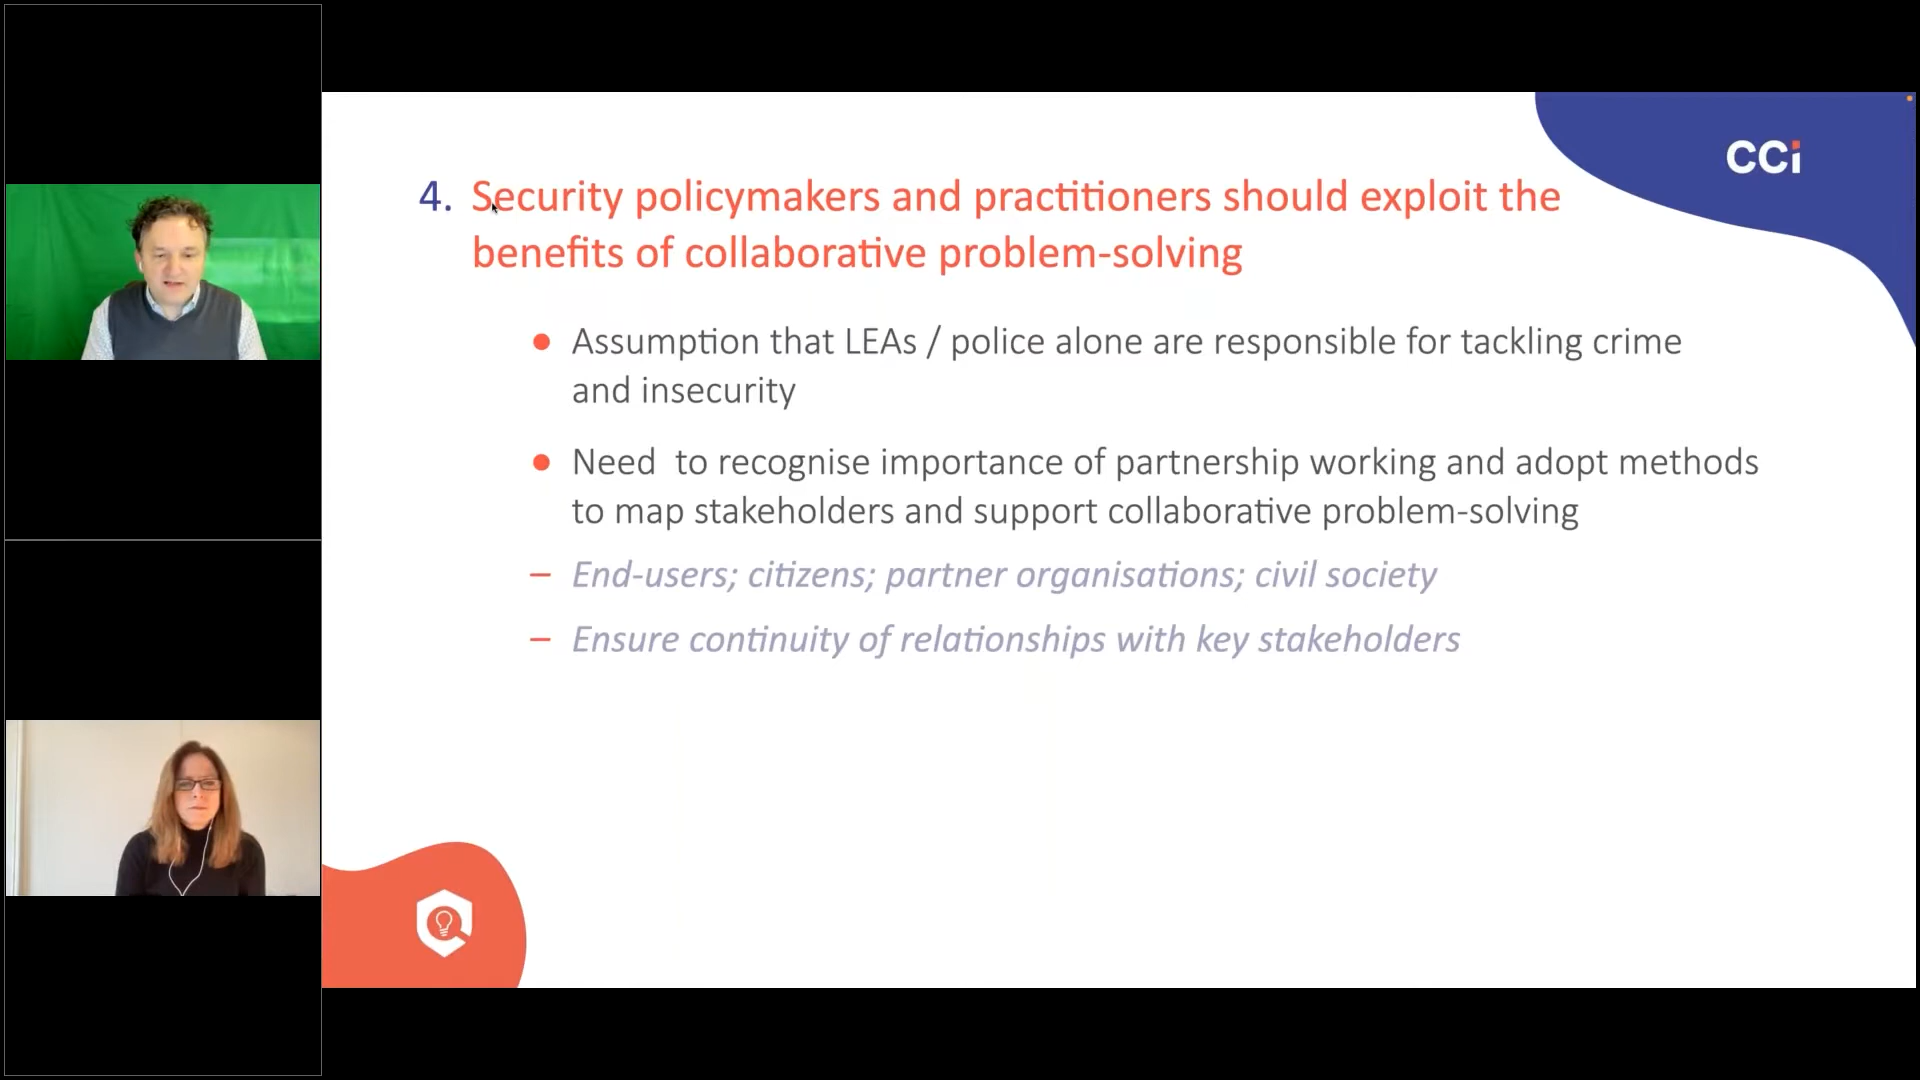 CCi
4. Security policymakers and practitioners should exploit the
benefits of collaborative problem-solving
● Assumption that LEAs / police alone are responsible for tackling crime
and insecurity
● Need  to recognise importance of partnership working and adopt methods
to map stakeholders and support collaborative problem-solving
– End-users; citizens; partner organisations; civil society
– Ensure continuity of relationships with key stakeholders